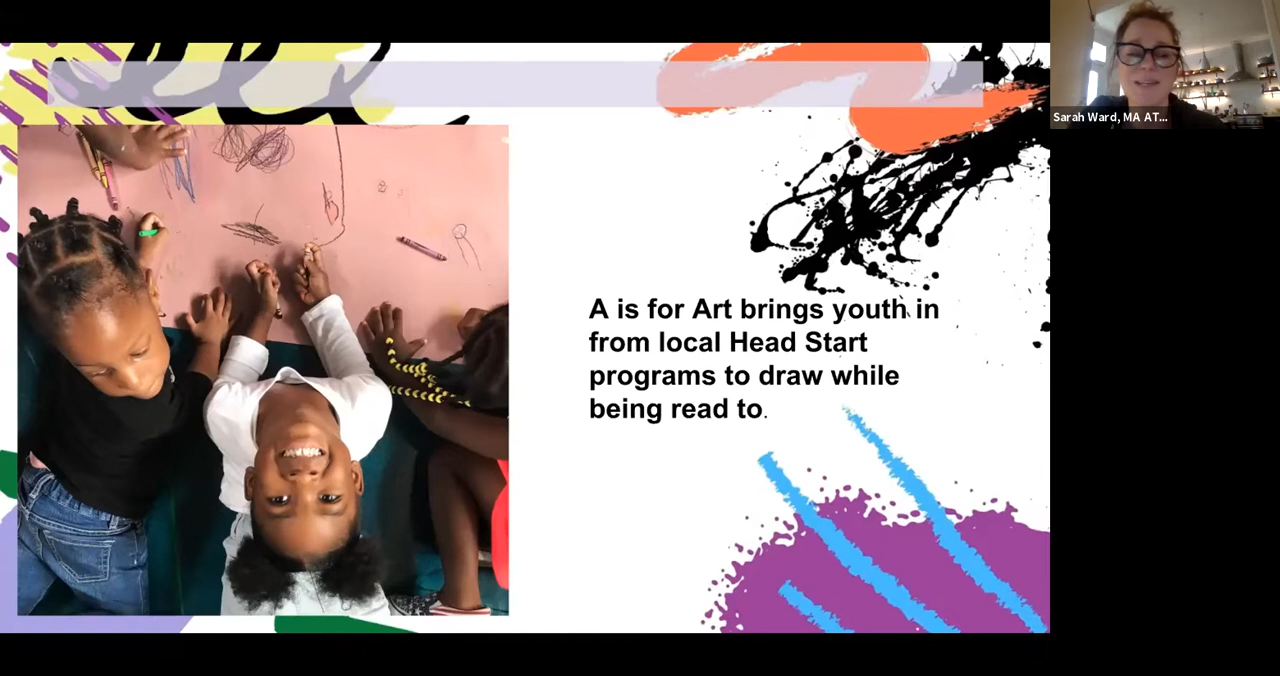 Sarah Ward, MA AT...
A is for Art brings youth in
from local Head Start
programs to draw while
being read to.